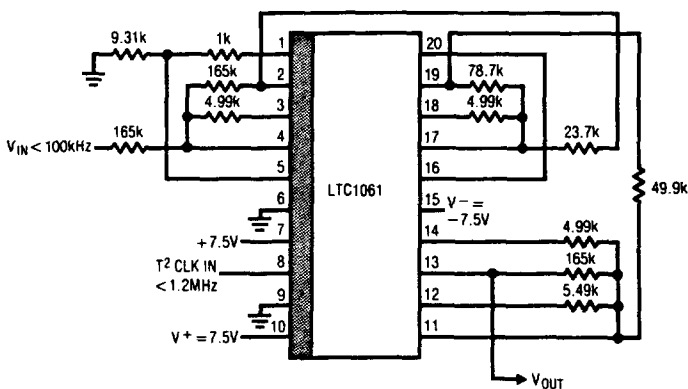 9.31k
1k
1
20
165k
2
19
78.7k
4.99k
3
18
4.99k
V_IN < 100kHz
165k
4
17
23.7k
5
16
LTC1061
49.9k
6
15
V⁻ =
-7.5V
+7.5V
7
14
4.99k
T² CLK IN
< 1.2MHz
8
13
165k
9
12
5.49k
V⁺ = 7.5V
10
11
V_OUT